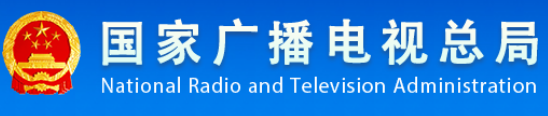 国家广播电视总局
National Radio and Television Administration